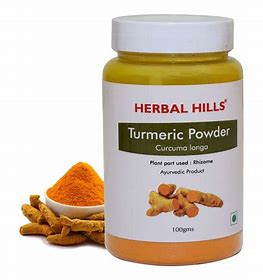 HERBAL HILLS®
Turmeric Powder
Curcuma longa
Plant part used : Rhizome
Ayurvedic Product
100gms